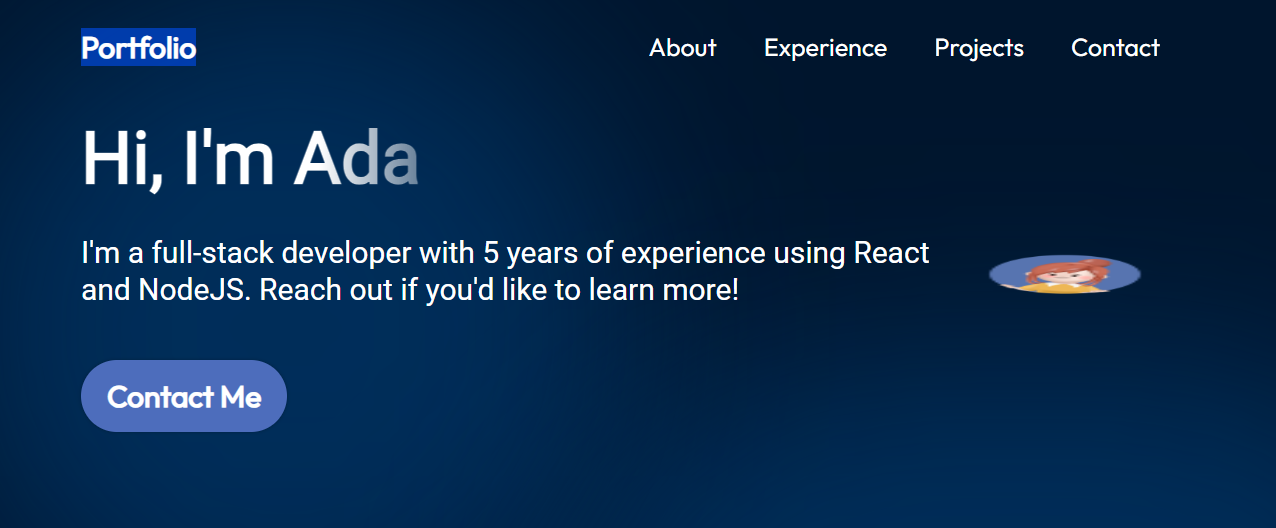 Portfolio
About Experience Projects Contact
Hi, I'm Ada
I'm a full-stack developer with 5 years of experience using React
and NodeJS. Reach out if you'd like to learn more!
Contact Me